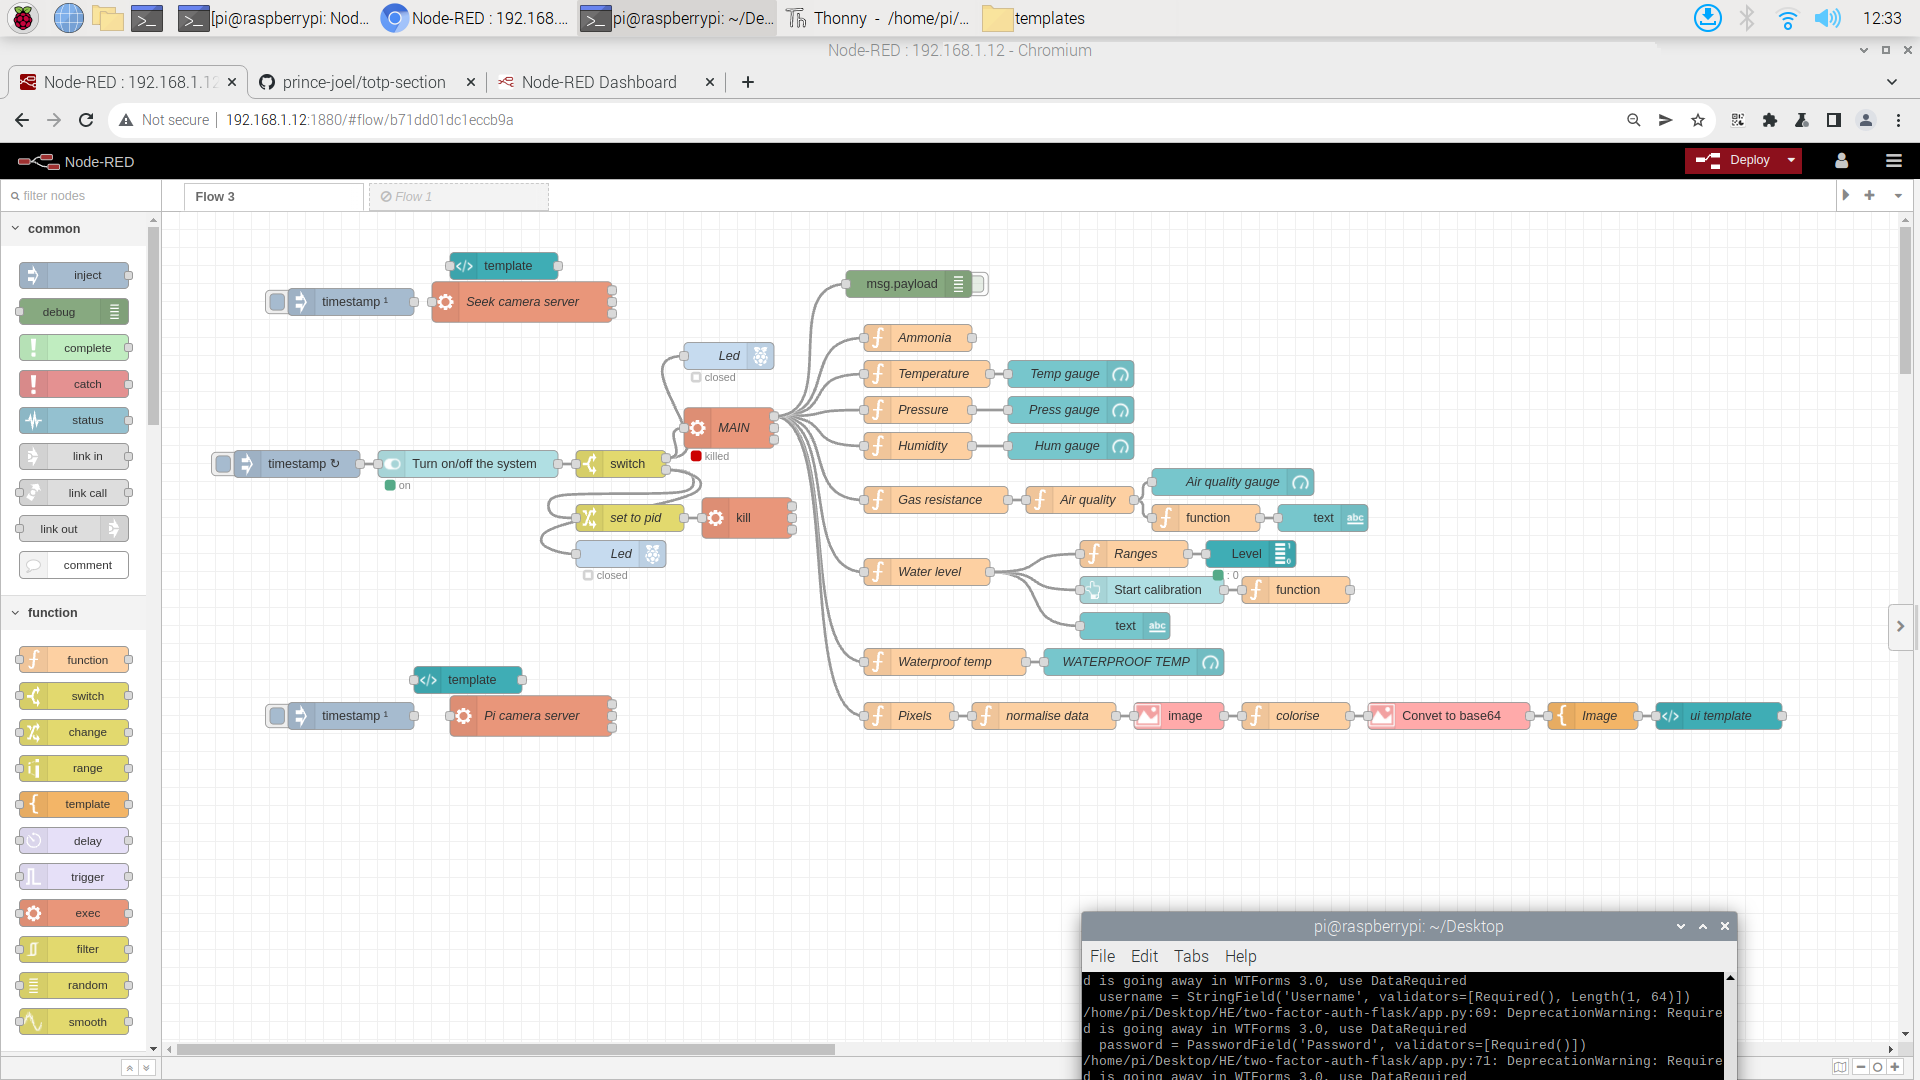 [pi@raspberrypi: Nod...
Node-RED : 192.168....
pi@raspberrypi: ~/De...
Thonny - /home/pi/...
templates
12:33
Node-RED : 192.168.1.12 - Chromium
Node-RED : 192.168.1.12
prince-joel/totp-section
Node-RED Dashboard
Not secure
192.168.1.12:1880/#flow/b71dd01dc1eccb9a
Node-RED
Deploy
filter nodes
Flow 3
Flow 1
common
inject
debug
complete
catch
status
link in
link call
link out
comment
function
function
switch
change
range
template
delay
trigger
exec
filter
random
smooth
template
timestamp ¹
Seek camera server
msg.payload
Led
closed
Ammonia
Temperature
Temp gauge
Pressure
Press gauge
MAIN
killed
Humidity
Hum gauge
timestamp ↻
Turn on/off the system
on
switch
Air quality gauge
Gas resistance
Air quality
set to pid
kill
function
text
abc
Led
closed
Ranges
Level
: 0
Water level
Start calibration
function
text
abc
template
Waterproof temp
WATERPROOF TEMP
timestamp ¹
Pi camera server
Pixels
normalise data
image
colorise
Convet to base64
Image
ui template
pi@raspberrypi: ~/Desktop
File Edit Tabs Help
d is going away in WTForms 3.0, use DataRequired
username = StringField('Username', validators=[Required(), Length(1, 64)])
/home/pi/Desktop/HE/two-factor-auth-flask/app.py:69: DeprecationWarning: Require
d is going away in WTForms 3.0, use DataRequired
password = PasswordField('Password', validators=[Required()])
/home/pi/Desktop/HE/two-factor-auth-flask/app.py:71: DeprecationWarning: Require
d is going away in WTForms 3.0, use DataRequired